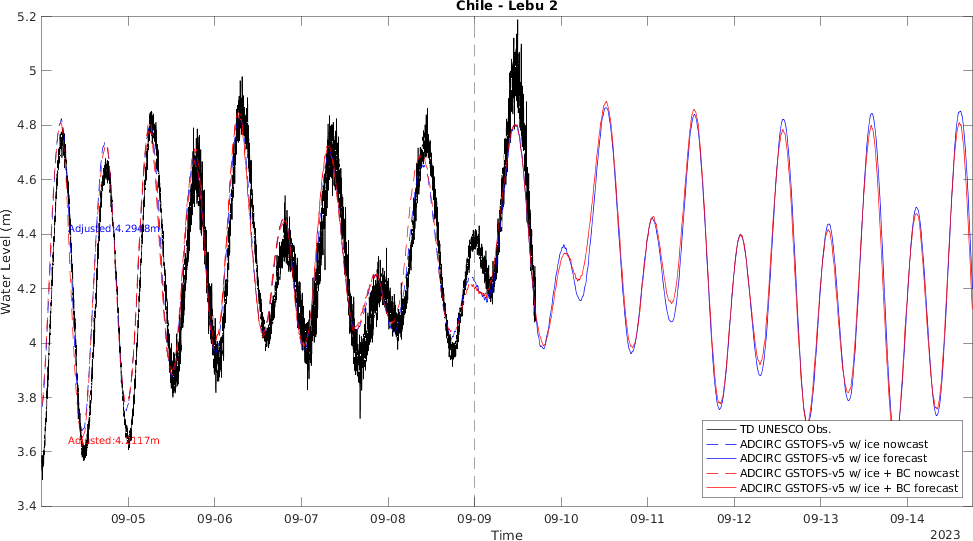 Chile - Lebu 2
5.2
5
4.8
4.6
4.4
4.2
4
3.8
3.6
3.4
Water Level (m)
Adjusted:4.2948m
TD UNESCO Obs.
ADCIRC GSTOFS-v5 w/ ice nowcast
ADCIRC GSTOFS-v5 w/ ice forecast
ADCIRC GSTOFS-v5 w/ ice + BC nowcast
ADCIRC GSTOFS-v5 w/ ice + BC forecast
09-05 09-06 09-07 09-08 09-09 09-10 09-11 09-12 09-13 09-14
Time
2023